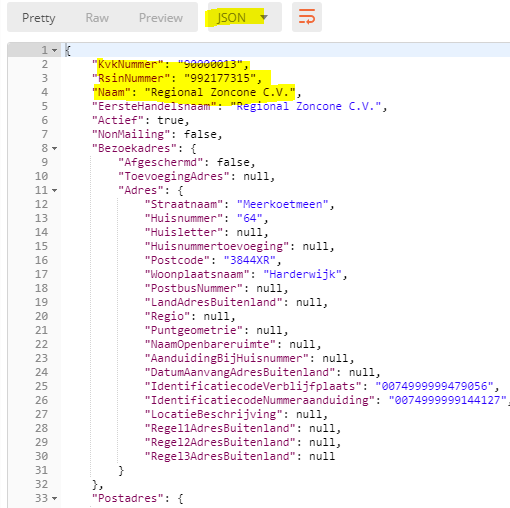 Pretty Raw Preview JSON
1 {
2 "KvkNummer": "90000013",
3 "RsinNummer": "992177315",
4 "Naam": "Regional Zoncone C.V.",
5 "EersteHandelsnaam": "Regional Zoncone C.V.",
6 "Actief": true,
7 "NonMailing": false,
8 "Bezoekadres": {
9 "Afgeschermd": false,
10 "ToevoegingAdres": null,
11 "Adres": {
12 "Straatnaam": "Meerkoetmeen",
13 "Huisnummer": "64",
14 "Huisletter": null,
15 "Huisnummertoevoeging": null,
16 "Postcode": "3844XR",
17 "Woonplaatsnaam": "Harderwijk",
18 "PostbusNummer": null,
19 "LandAdresBuitenland": null,
20 "Regio": null,
21 "Puntgeometrie": null,
22 "NaamOpenbareruimte": null,
23 "AanduidingBijHuisnummer": null,
24 "DatumAanvangAdresBuitenland": null,
25 "IdentificatiecodeVerblijfplaats": "0074999999479056",
26 "IdentificatiecodeNummeraanduiding": "0074999999144127",
27 "LocatieBeschrijving": null,
28 "Regel1AdresBuitenland": null,
29 "Regel2AdresBuitenland": null,
30 "Regel3AdresBuitenland": null
31 }
32 },
33 "Postadres": {